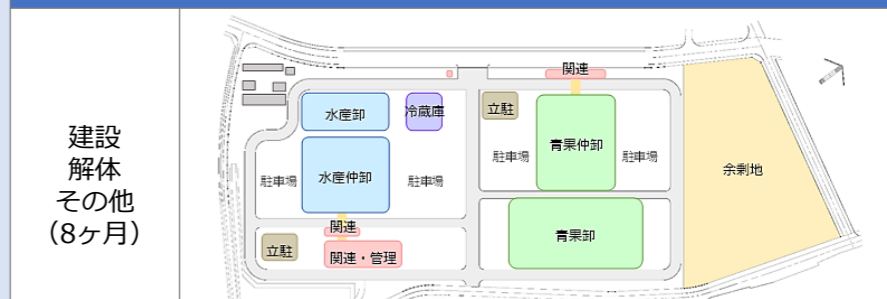 建設
解体
その他
（8ヶ月）
関連
水産卸
冷蔵庫
立駐
青果仲卸
駐車場
駐車場
余剰地
駐車場
水産仲卸
駐車場
関連
青果卸
立駐
関連・管理